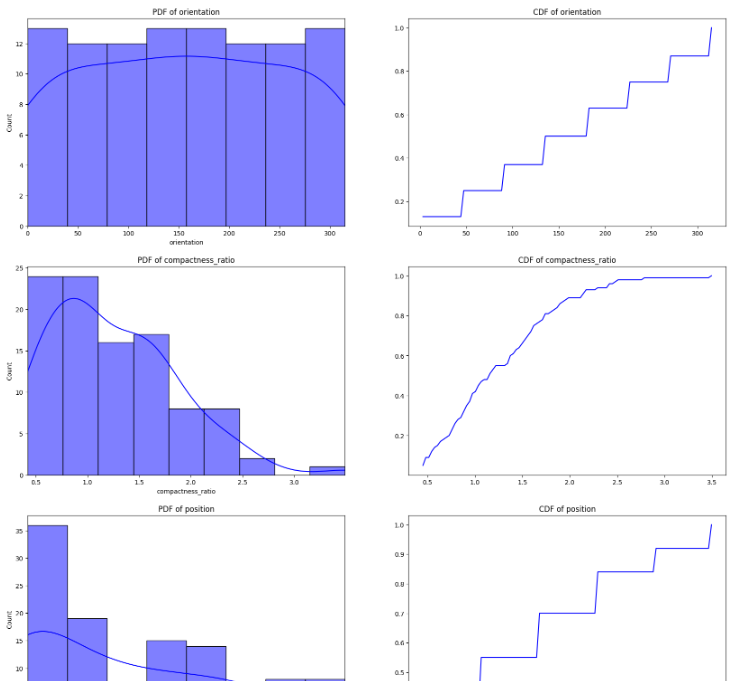 PDF of orientation
CDF of orientation
12
10
8
6
4
2
0
Count
0 50 100 150 200 250 300
orientation
1.0
0.8
0.6
0.4
0.2
0 50 100 150 200 250 300
PDF of compactness_ratio
CDF of compactness_ratio
25
20
15
10
5
0
Count
0.5 1.0 1.5 2.0 2.5 3.0
compactness_ratio
1.0
0.8
0.6
0.4
0.2
0.5 1.0 1.5 2.0 2.5 3.0 3.5
PDF of position
CDF of position
35
30
25
20
15
10
Count
1.0
0.9
0.8
0.7
0.6
0.5